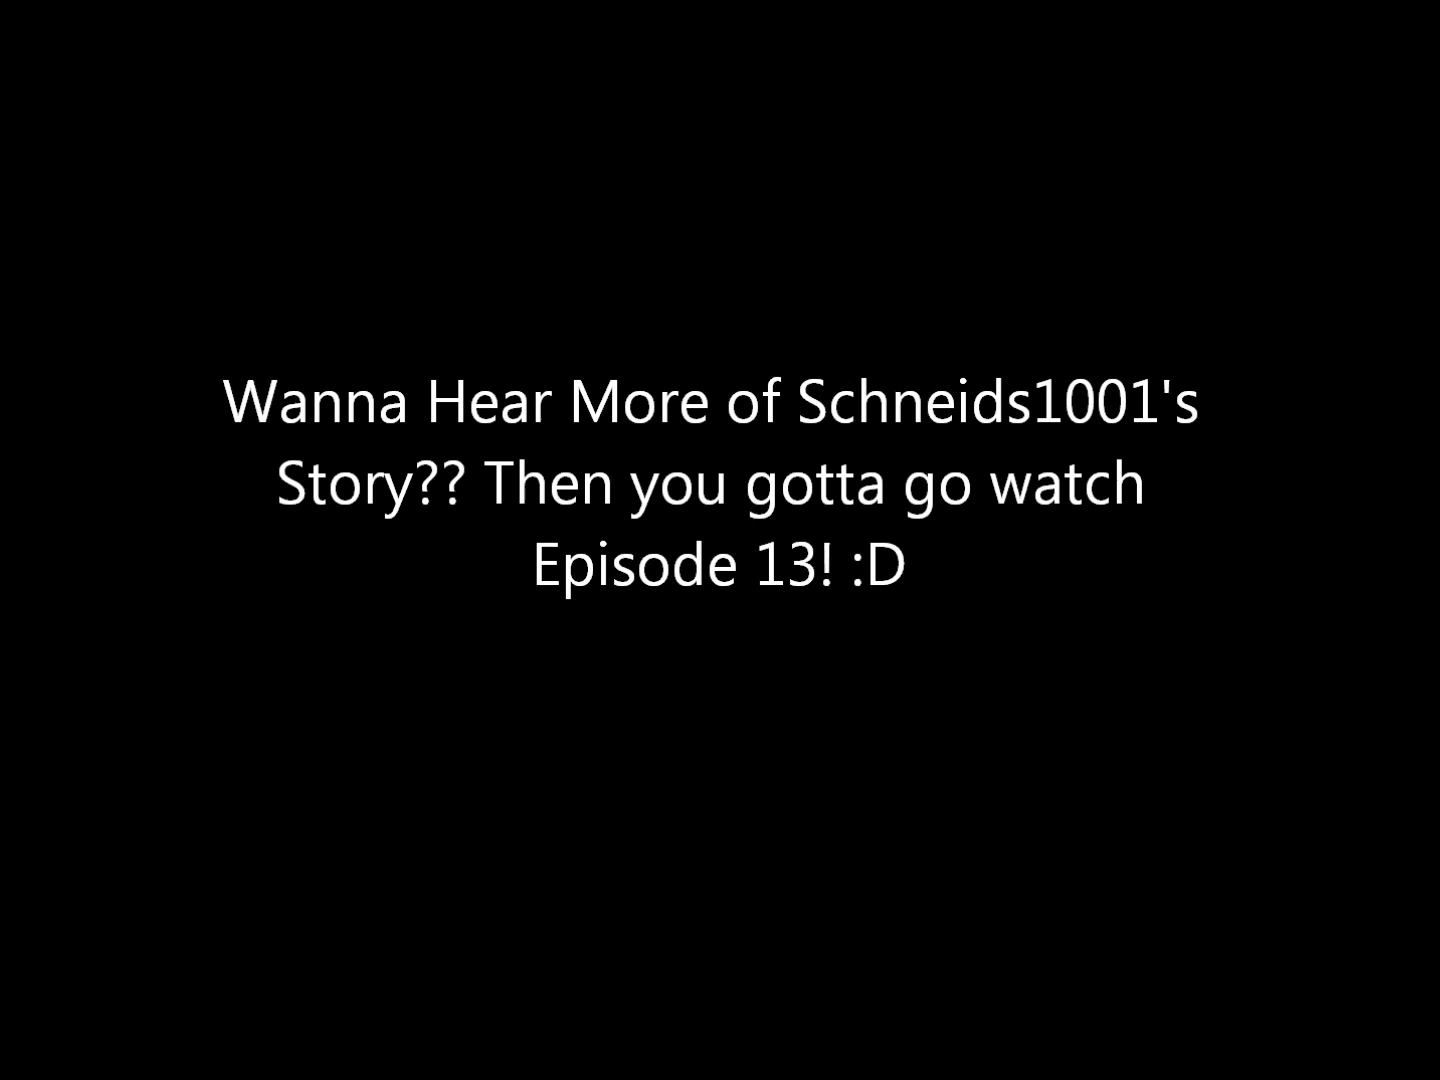 Wanna Hear More of Schneids1001's
Story?? Then you gotta go watch
Episode 13! :D